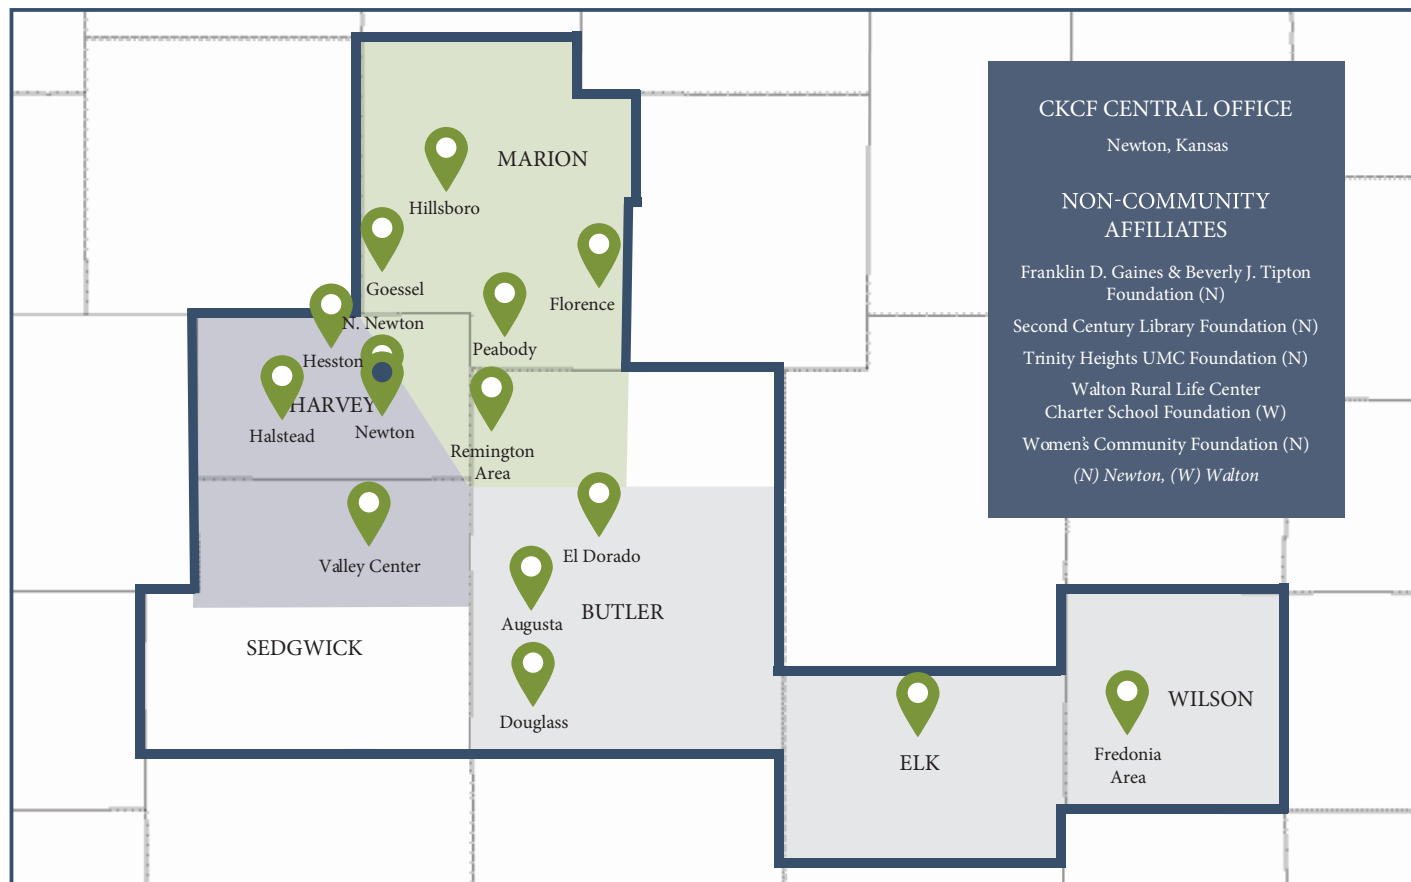 MARION
Hillsboro
Goessel
Florence
N. Newton
Peabody
Hesston
HARVEY
Halstead
Newton
Remington
Area
Valley Center
El Dorado
Augusta
BUTLER
SEDGWICK
Douglass
ELK
WILSON
Fredonia
Area
CKCF CENTRAL OFFICE
Newton, Kansas
NON-COMMUNITY
AFFILIATES
Franklin D. Gaines & Beverly J. Tipton
Foundation (N)
Second Century Library Foundation (N)
Trinity Heights UMC Foundation (N)
Walton Rural Life Center
Charter School Foundation (W)
Women's Community Foundation (N)
(N) Newton, (W) Walton